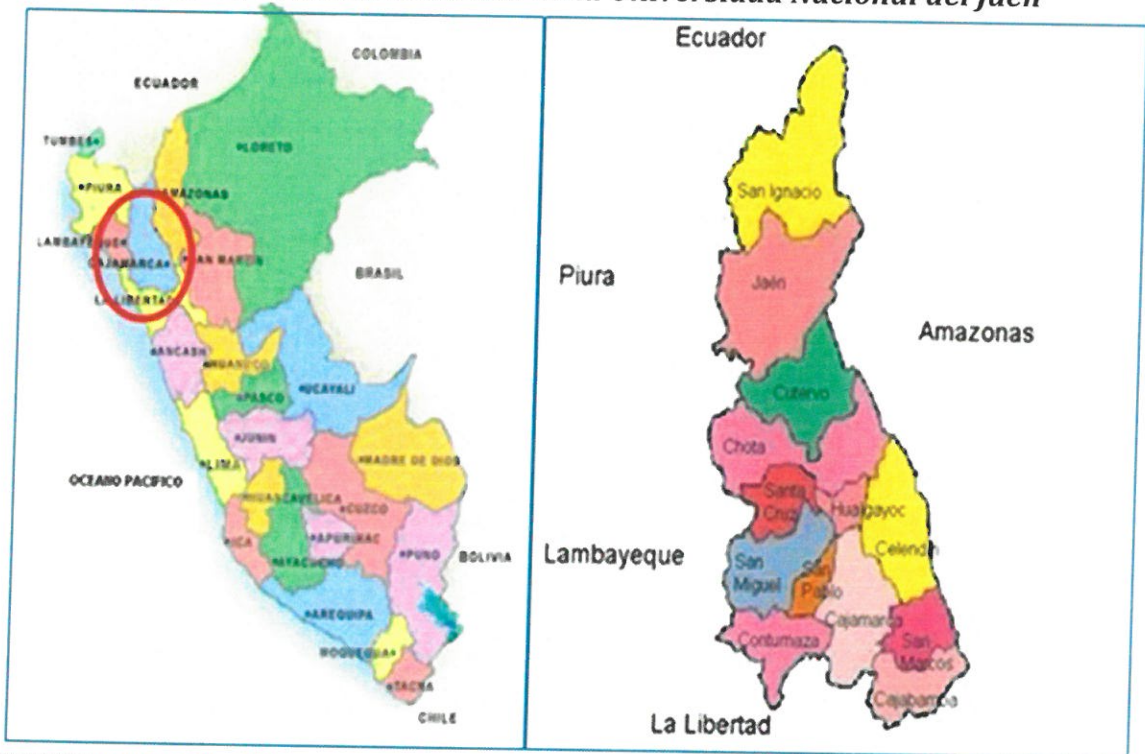 Universidad Nacional del Jaén
COLOMBIA
ECUADOR
TUMBES
LORETO
PIURA
AMAZONAS
LAMBAYEQUE
CAJAMARCA
SAN MARTIN
BRASIL
LA LIBERTAD
ANCASH
HUANUCO
UCAYALI
PASCO
JUNIN
LIMA
MADRE DE DIOS
OCEANO PACIFICO
HUANCAVELICA
CUZCO
ICA
APURIMAC
PUNO
BOLIVIA
AYACUCHO
AREQUIPA
MOQUEGUA
TACNA
CHILE
Ecuador
San Ignacio
Piura
Jaén
Amazonas
Cutervo
Chota
Santa
Cruz
Hualgayoc
Lambayeque
Celendín
San
Miguel
San
Pablo
Cajamarca
Contumaza
San
Marcos
Cajabamba
La Libertad